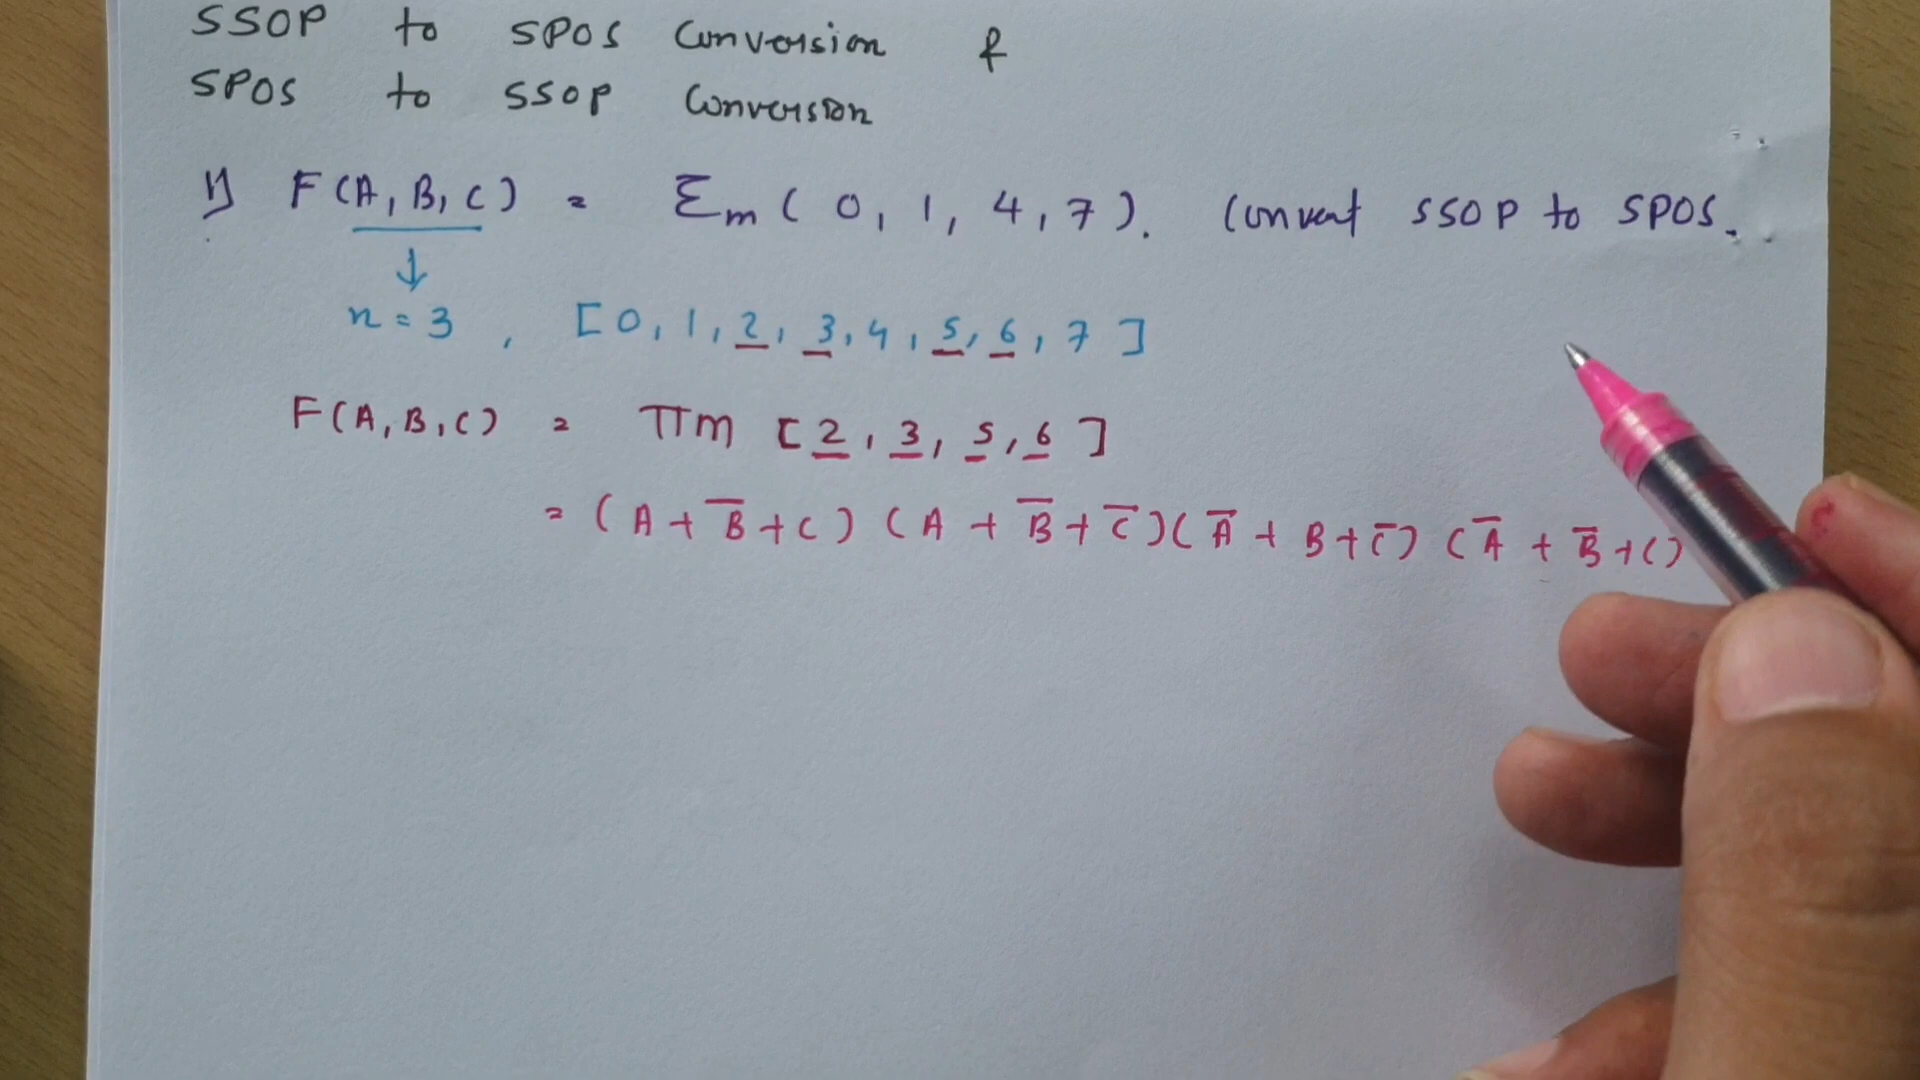 SSOP to SPOS Conversion &
SPOS to SSOP Conversion
1) F(A, B, C) = Σm ( 0, 1, 4, 7 ). Convert SSOP to SPOS.
↓
n = 3 , [ 0, 1, 2, 3, 4, 5, 6, 7 ]
F(A, B, C) = πM [ 2, 3, 5, 6 ]
= ( A + B̅ + C ) ( A + B̅ + C̅ ) ( A̅ + B + C̅ ) ( A̅ + B̅ + C )